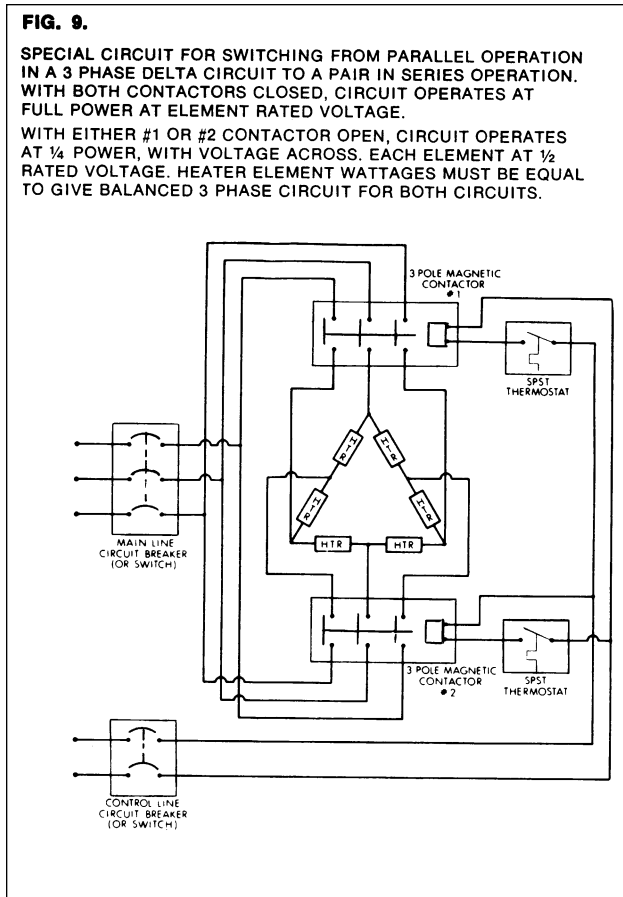 FIG. 9.
SPECIAL CIRCUIT FOR SWITCHING FROM PARALLEL OPERATION
IN A 3 PHASE DELTA CIRCUIT TO A PAIR IN SERIES OPERATION.
WITH BOTH CONTACTORS CLOSED, CIRCUIT OPERATES AT
FULL POWER AT ELEMENT RATED VOLTAGE.
WITH EITHER #1 OR #2 CONTACTOR OPEN, CIRCUIT OPERATES
AT ¼ POWER, WITH VOLTAGE ACROSS. EACH ELEMENT AT ½
RATED VOLTAGE. HEATER ELEMENT WATTAGES MUST BE EQUAL
TO GIVE BALANCED 3 PHASE CIRCUIT FOR BOTH CIRCUITS.
3 POLE MAGNETIC
CONTACTOR
#1
SPST
THERMOSTAT
HTR
HTR
HTR
HTR
HTR
HTR
MAIN LINE
CIRCUIT BREAKER
(OR SWITCH)
3 POLE MAGNETIC
CONTACTOR
#2
SPST
THERMOSTAT
CONTROL LINE
CIRCUIT BREAKER
(OR SWITCH)